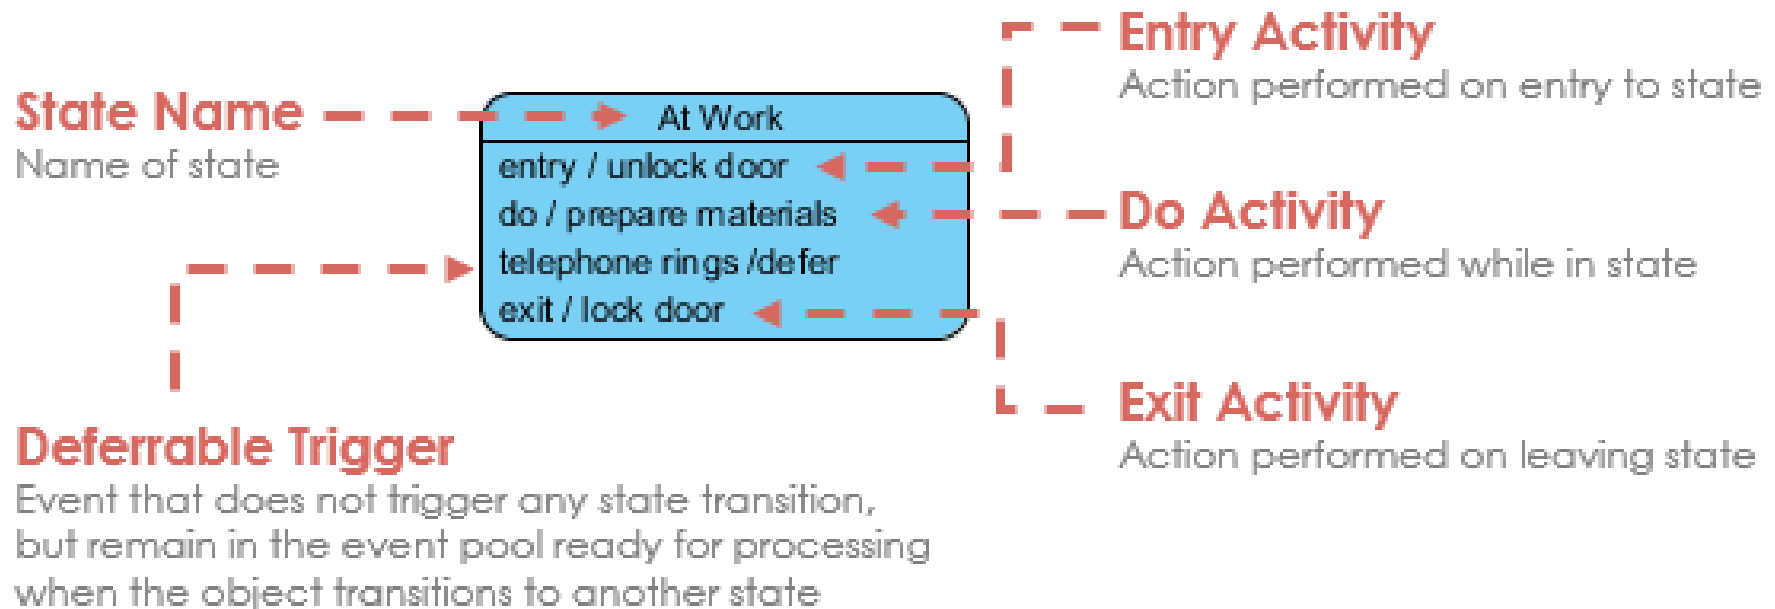 State Name
Name of state
At Work
entry / unlock door
do / prepare materials
telephone rings /defer
exit / lock door
Entry Activity
Action performed on entry to state
Do Activity
Action performed while in state
Exit Activity
Action performed on leaving state
Deferrable Trigger
Event that does not trigger any state transition,
but remain in the event pool ready for processing
when the object transitions to another state